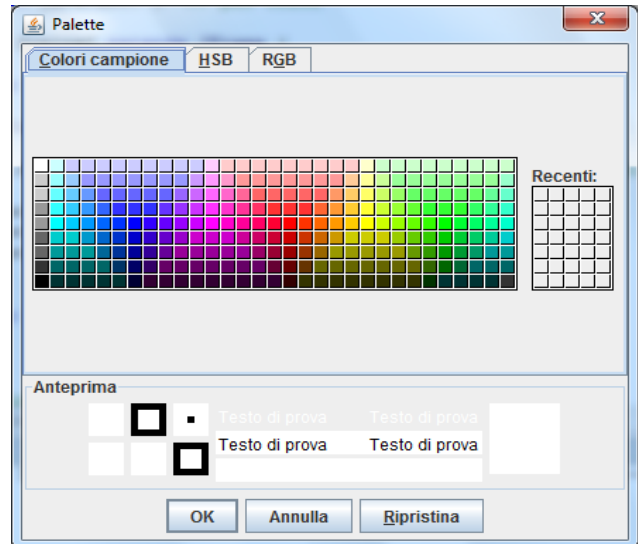 Palette
Colori campione HSB RGB
Recenti:
Anteprima
Testo di prova Testo di prova
Testo di prova Testo di prova
OK Annulla Ripristina